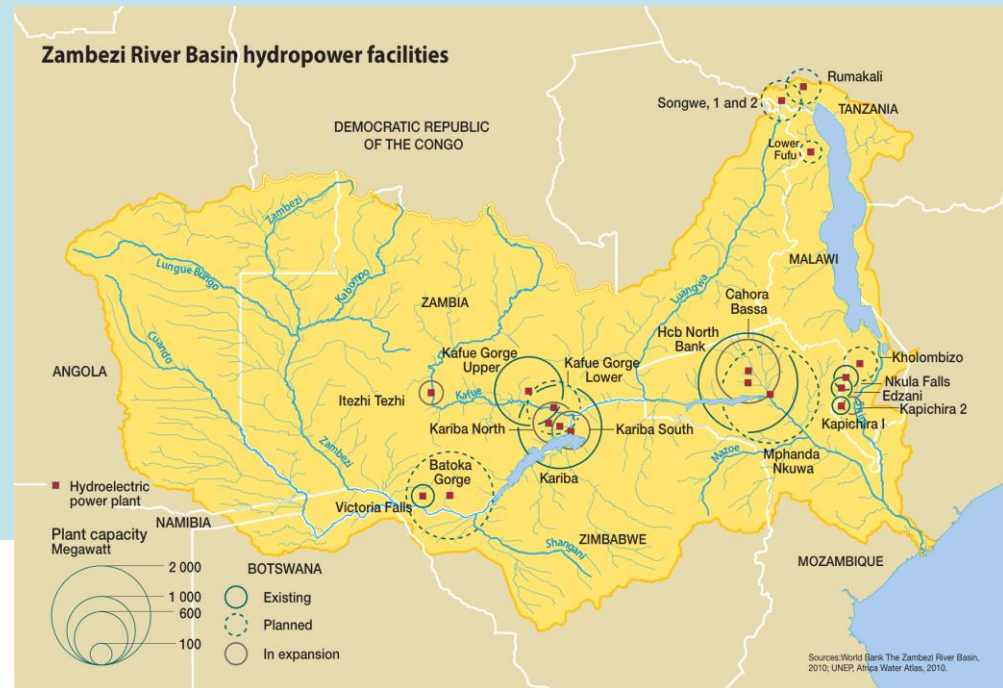 Zambezi River Basin hydropower facilities
Rumakali
Songwe, 1 and 2
TANZANIA
DEMOCRATIC REPUBLIC
OF THE CONGO
Lower
Fufu
Zambezi
Lungue Bungo
Kabompo
Luangwa
MALAWI
Cuando
ZAMBIA
Cahora
Bassa
Hcb North
Bank
Kafue Gorge
Upper
Kafue Gorge
Lower
Kholombizo
ANGOLA
Itezhi Tezhi
Kafue
Nkula Falls
Edzani
Kapichira 2
Kapichira I
Kariba North
Kariba South
Zambezi
Mazoe
Mphanda
Nkuwa
Batoka
Gorge
Kariba
Hydroelectric
power plant
Victoria Falls
NAMIBIA
Shangani
ZIMBABWE
MOZAMBIQUE
Plant capacity
Megawatt
BOTSWANA
2 000
1 000
600
100
Existing
Planned
In expansion
Sources:World Bank The Zambezi River Basin,
2010; UNEP, Africa Water Atlas, 2010.